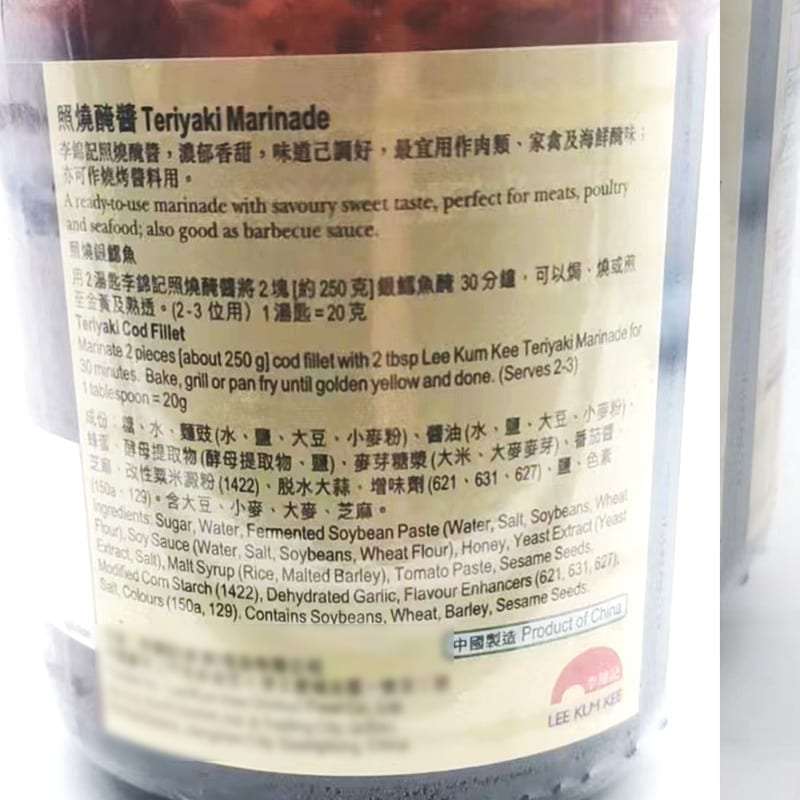 照燒醃醬 Teriyaki Marinade
李錦記照燒醃醬，濃郁香甜，味道己調好，最宜用作肉類、家禽及海鮮醃味；
亦可作燒烤醬料用。
A ready-to-use marinade with savoury sweet taste, perfect for meats, poultry
and seafood; also good as barbecue sauce.
照燒銀鱈魚
用2湯匙李錦記照燒醃醬將2塊[約250克]銀鱈魚醃30分鐘，可以焗、燒或煎
至金黃及熟透。(2-3位用) 1湯匙=20克
Teriyaki Cod Fillet
Marinate 2 pieces [about 250 g] cod fillet with 2 tbsp Lee Kum Kee Teriyaki Marinade for
30 minutes. Bake, grill or pan fry until golden yellow and done. (Serves 2-3)
1 tablespoon = 20g
成份：糖、水、麵豉(水、鹽、大豆、小麥粉)、醬油(水、鹽、大豆、小麥粉)、
蜂蜜、酵母提取物(酵母提取物、鹽)、麥芽糖漿(大米、大麥麥芽)、番茄醬、
芝麻、改性粟米澱粉(1422)、脫水大蒜、增味劑(621、631、627)、鹽、色素
(150a、129)。含大豆、小麥、大麥、芝麻。
Ingredients: Sugar, Water, Fermented Soybean Paste (Water, Salt, Soybeans, Wheat
Flour), Soy Sauce (Water, Salt, Soybeans, Wheat Flour), Honey, Yeast Extract (Yeast
Extract, Salt), Malt Syrup (Rice, Malted Barley), Tomato Paste, Sesame Seeds,
Modified Corn Starch (1422), Dehydrated Garlic, Flavour Enhancers (621, 631, 627),
Salt, Colours (150a, 129). Contains Soybeans, Wheat, Barley, Sesame Seeds.
中國製造 Product of China
李錦記
LEE KUM KEE